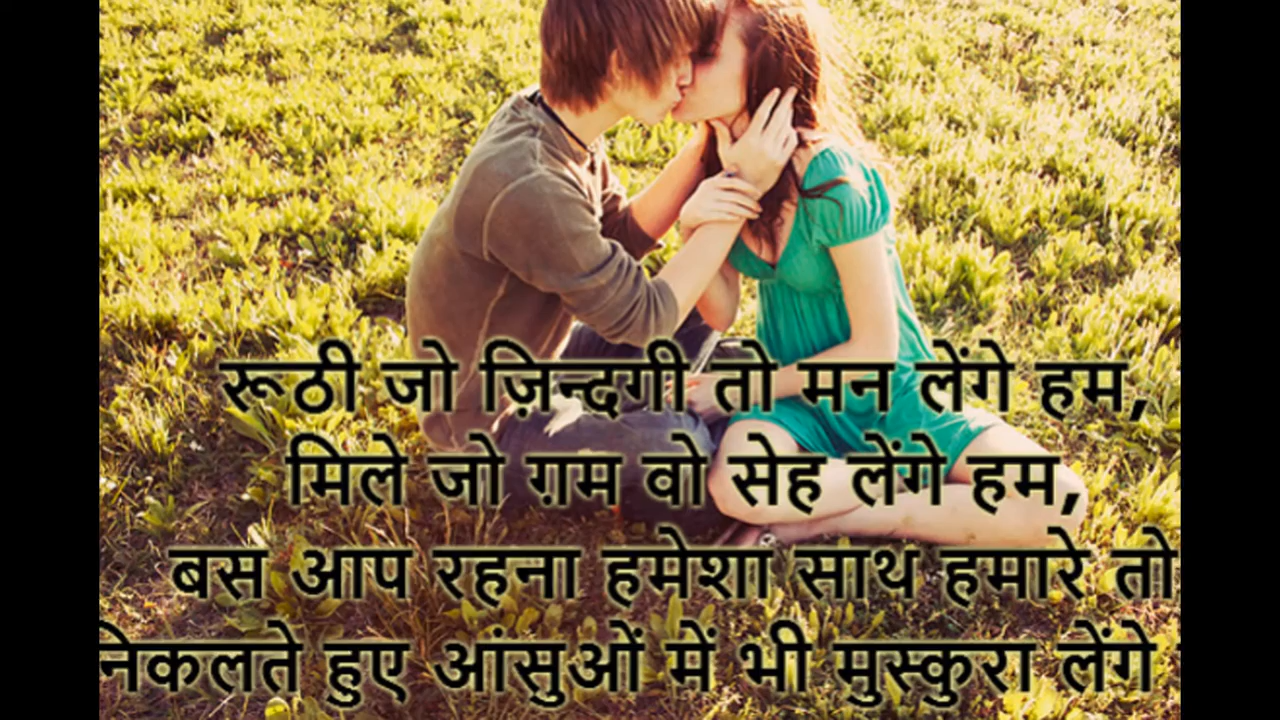 रूठी जो ज़िन्दगी तो मन लेंगे हम,
मिले जो ग़म वो सेह लेंगे हम,
बस आप रहना हमेशा साथ हमारे तो
निकलते हुए आंसुओं में भी मुस्कुरा लेंगे